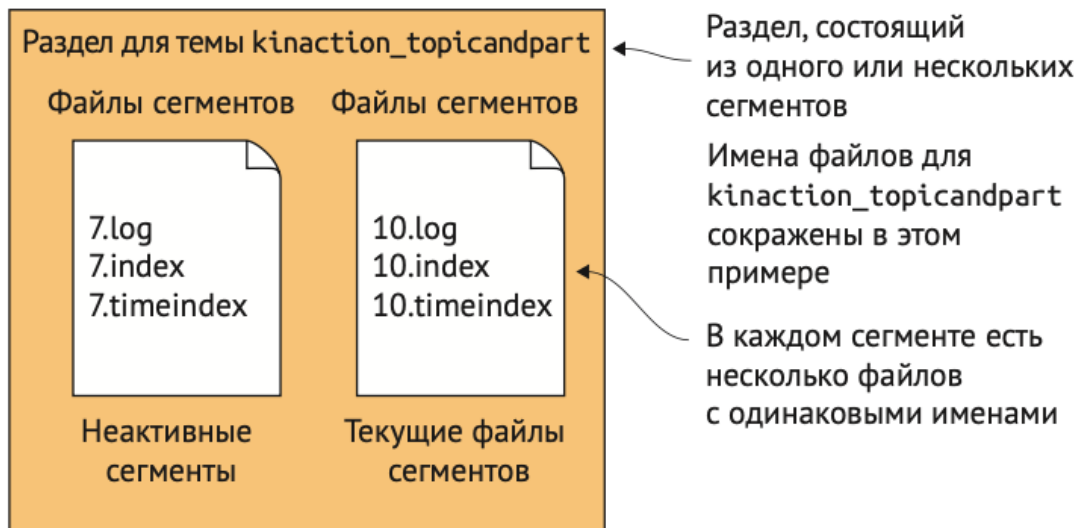 Раздел для темы kinaction_topicandpart
Файлы сегментов
7.log
7.index
7.timeindex
Неактивные
сегменты
Файлы сегментов
10.log
10.index
10.timeindex
Текущие файлы
сегментов
Раздел, состоящий
из одного или нескольких
сегментов
Имена файлов для
kinaction_topicandpart
сокражены в этом
примере
В каждом сегменте есть
несколько файлов
с одинаковыми именами